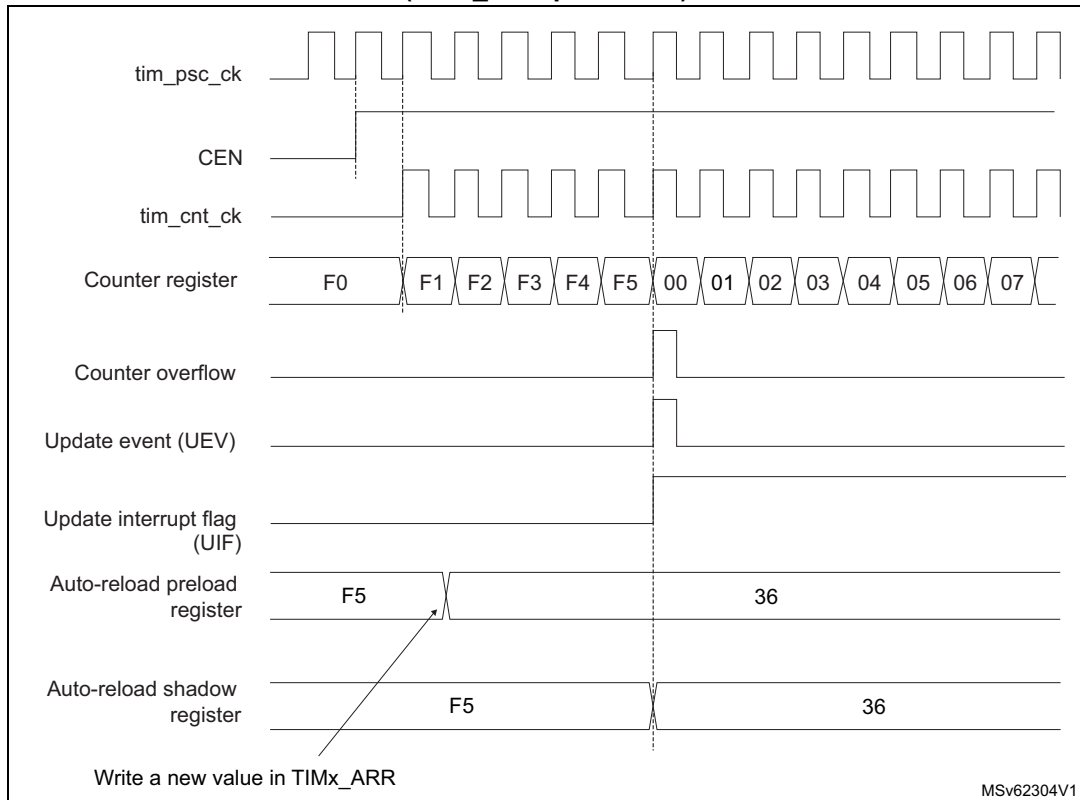 tim_psc_ck
CEN
tim_cnt_ck
Counter register
F0 F1 F2 F3 F4 F5 00 01 02 03 04 05 06 07
Counter overflow
Update event (UEV)
Update interrupt flag
(UIF)
Auto-reload preload
register
F5 36
Auto-reload shadow
register
F5 36
Write a new value in TIMx_ARR
MSv62304V1